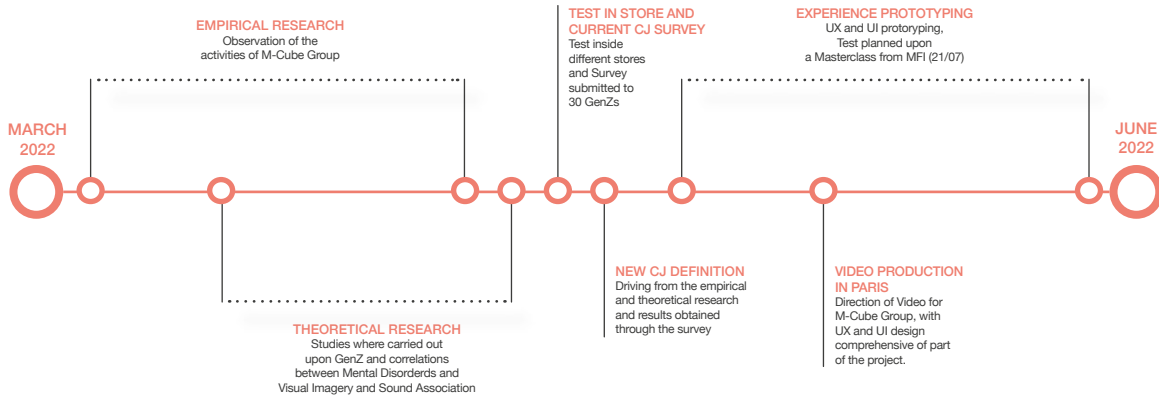 MARCH
2022
EMPIRICAL RESEARCH
Observation of the
activities of M-Cube Group
THEORETICAL RESEARCH
Studies where carried out
upon GenZ and correlations
between Mental Disorderds and
Visual Imagery and Sound Association
TEST IN STORE AND
CURRENT CJ SURVEY
Test inside
different stores
and Survey
submitted to
30 GenZs
NEW CJ DEFINITION
Driving from the empirical
and theoretical research
and results obtained
through the survey
EXPERIENCE PROTOTYPING
UX and UI protoryping,
Test planned upon
a Masterclass from MFI (21/07)
VIDEO PRODUCTION
IN PARIS
Direction of Video for
M-Cube Group, with
UX and UI design
comprehensive of part
of the project.
JUNE
2022